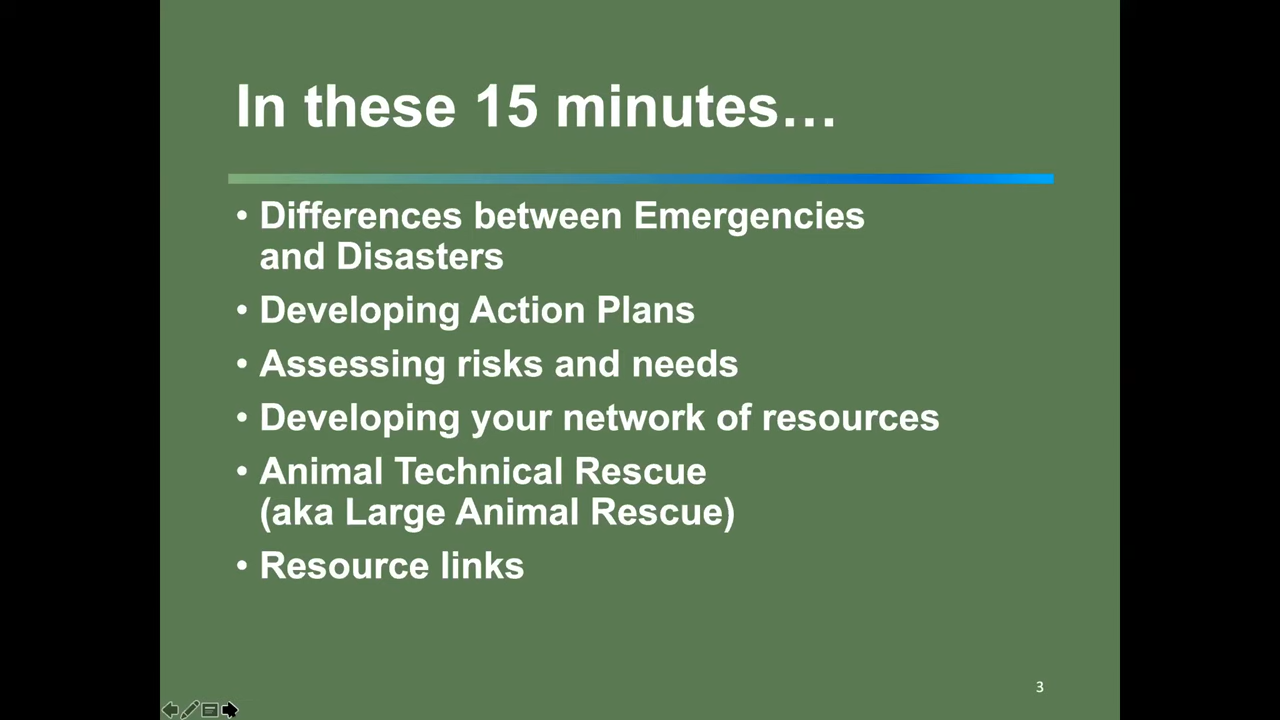 In these 15 minutes…
• Differences between Emergencies
and Disasters
• Developing Action Plans
• Assessing risks and needs
• Developing your network of resources
• Animal Technical Rescue
(aka Large Animal Rescue)
• Resource links
3